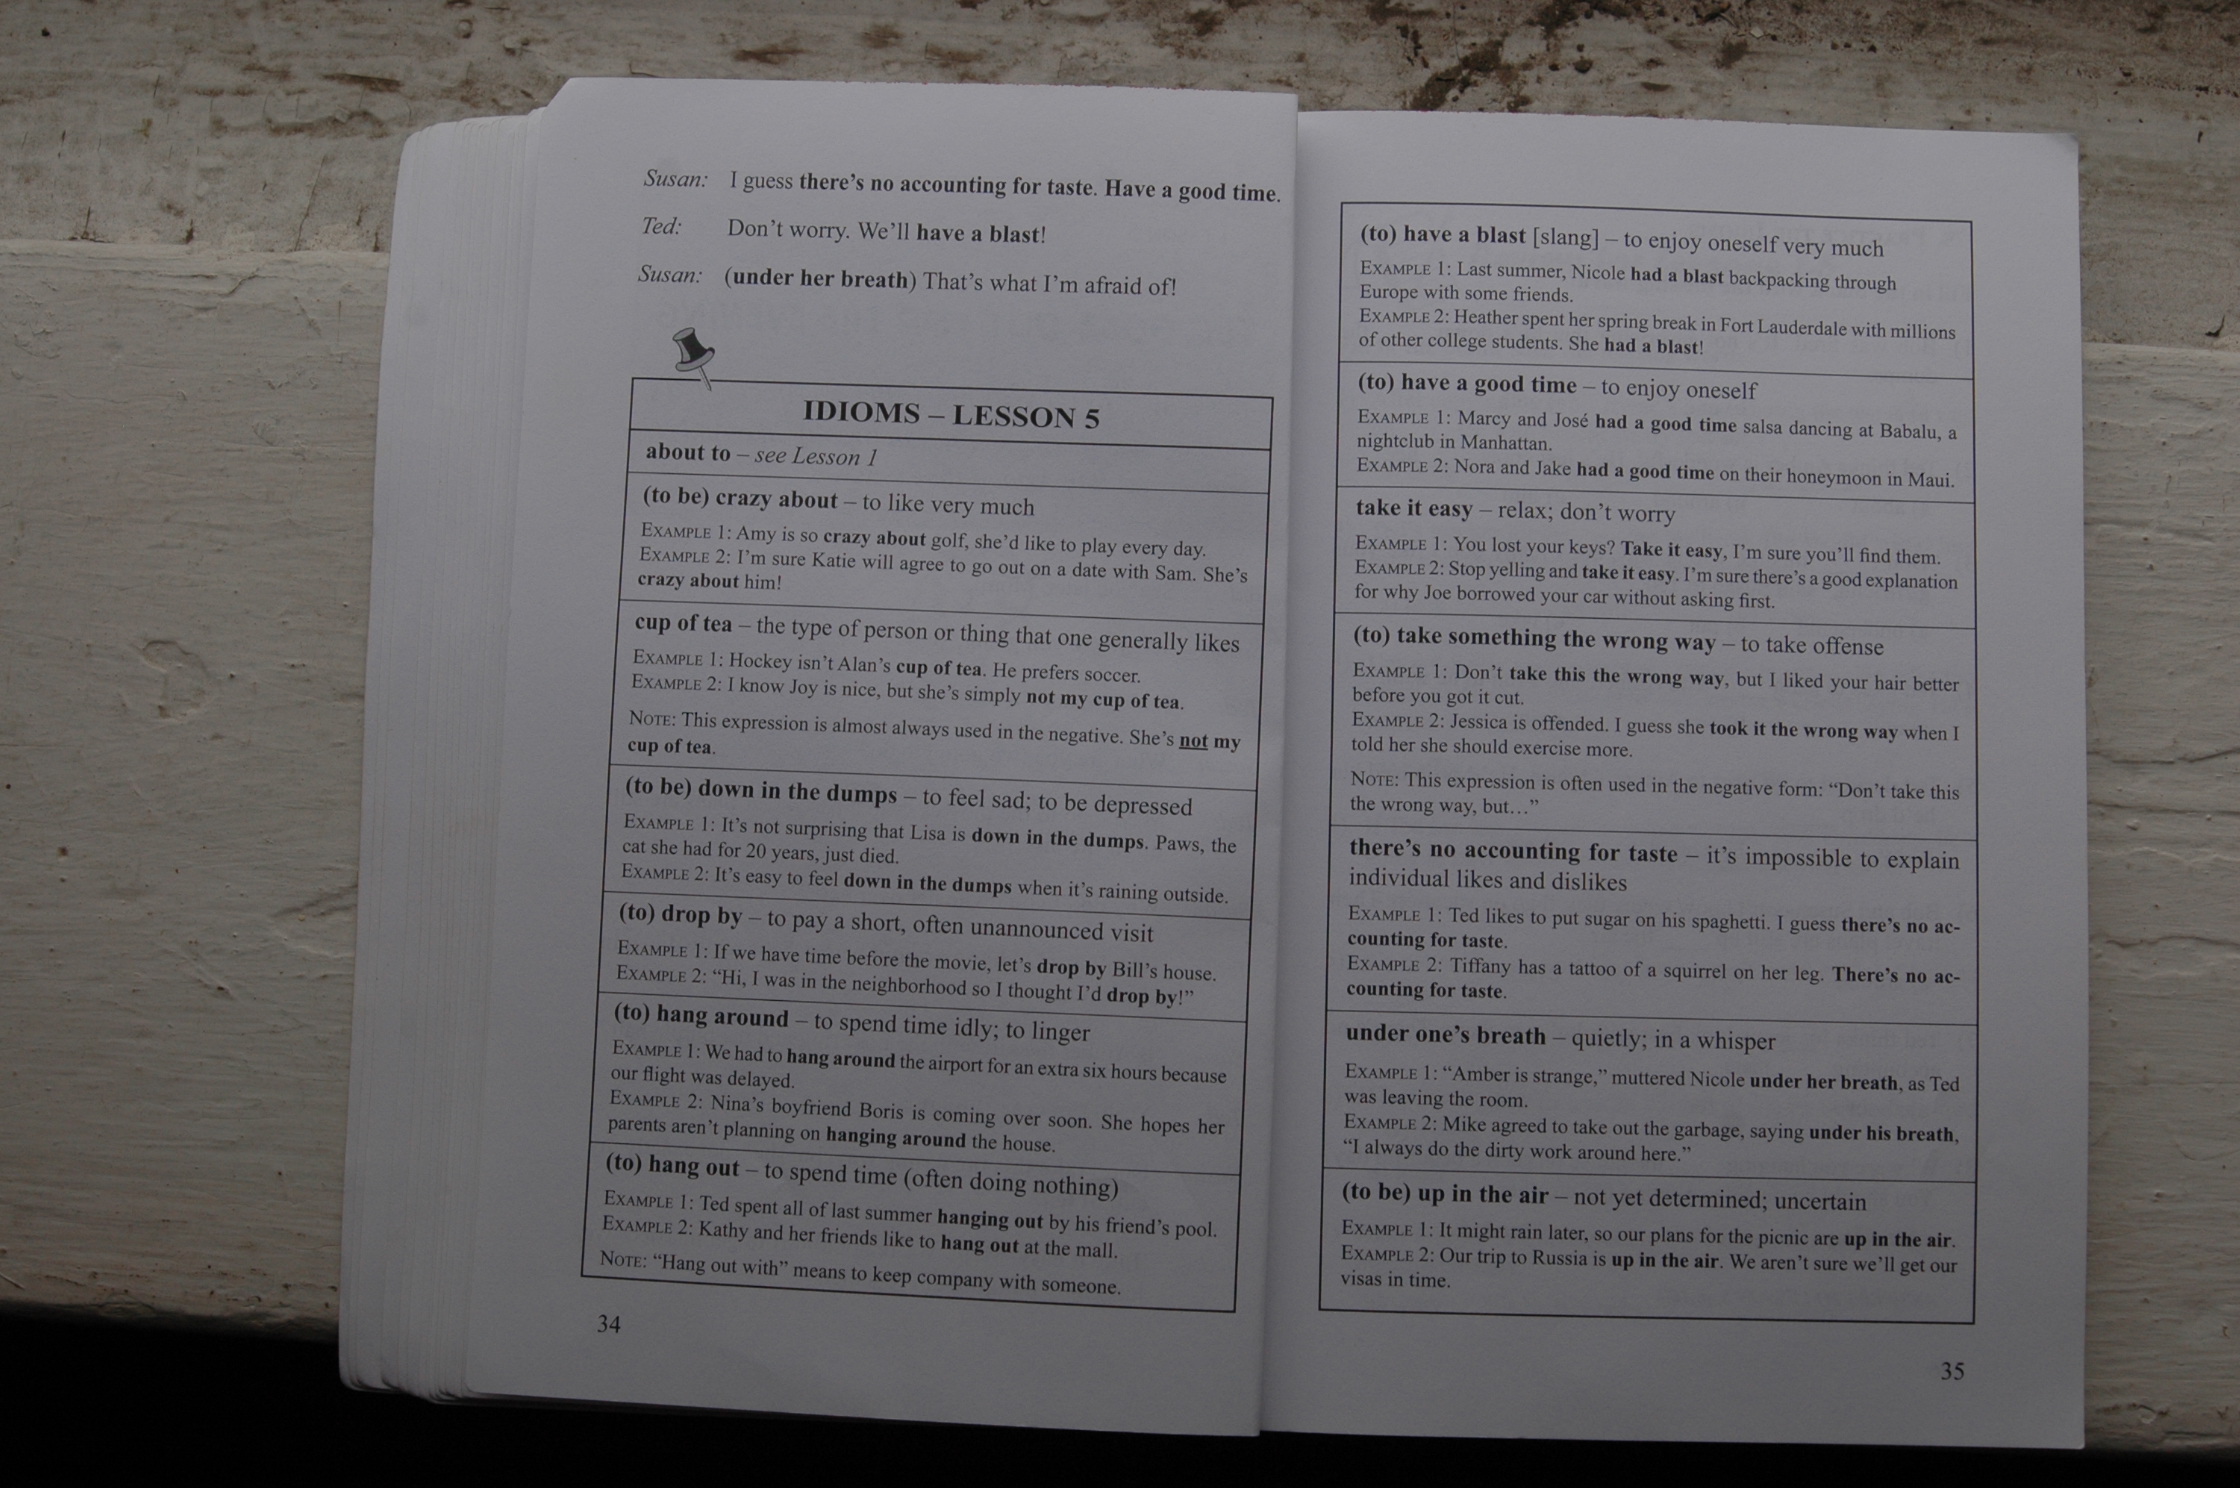 Susan: I guess there's no accounting for taste. Have a good time.
Ted: Don't worry. We'll have a blast!
Susan: (under her breath) That's what I'm afraid of!
IDIOMS – LESSON 5
about to – see Lesson 1
(to be) crazy about – to like very much
EXAMPLE 1: Amy is so crazy about golf, she'd like to play every day.
EXAMPLE 2: I'm sure Katie will agree to go out on a date with Sam. She's
crazy about him!
cup of tea – the type of person or thing that one generally likes
EXAMPLE 1: Hockey isn't Alan's cup of tea. He prefers soccer.
EXAMPLE 2: I know Joy is nice, but she's simply not my cup of tea.
NOTE: This expression is almost always used in the negative. She's not my
cup of tea.
(to be) down in the dumps – to feel sad; to be depressed
EXAMPLE 1: It's not surprising that Lisa is down in the dumps. Paws, the
cat she had for 20 years, just died.
EXAMPLE 2: It's easy to feel down in the dumps when it's raining outside.
(to) drop by – to pay a short, often unannounced visit
EXAMPLE 1: If we have time before the movie, let's drop by Bill's house.
EXAMPLE 2: “Hi, I was in the neighborhood so I thought I'd drop by!”
(to) hang around – to spend time idly; to linger
EXAMPLE 1: We had to hang around the airport for an extra six hours because
our flight was delayed.
EXAMPLE 2: Nina's boyfriend Boris is coming over soon. She hopes her
parents aren't planning on hanging around the house.
(to) hang out – to spend time (often doing nothing)
EXAMPLE 1: Ted spent all of last summer hanging out by his friend's pool.
EXAMPLE 2: Kathy and her friends like to hang out at the mall.
NOTE: “Hang out with” means to keep company with someone.
34
(to) have a blast [slang] – to enjoy oneself very much
EXAMPLE 1: Last summer, Nicole had a blast backpacking through
Europe with some friends.
EXAMPLE 2: Heather spent her spring break in Fort Lauderdale with millions
of other college students. She had a blast!
(to) have a good time – to enjoy oneself
EXAMPLE 1: Marcy and José had a good time salsa dancing at Babalu, a
nightclub in Manhattan.
EXAMPLE 2: Nora and Jake had a good time on their honeymoon in Maui.
take it easy – relax; don't worry
EXAMPLE 1: You lost your keys? Take it easy, I'm sure you'll find them.
EXAMPLE 2: Stop yelling and take it easy. I'm sure there's a good explanation
for why Joe borrowed your car without asking first.
(to) take something the wrong way – to take offense
EXAMPLE 1: Don't take this the wrong way, but I liked your hair better
before you got it cut.
EXAMPLE 2: Jessica is offended. I guess she took it the wrong way when I
told her she should exercise more.
NOTE: This expression is often used in the negative form: “Don't take this
the wrong way, but…”
there's no accounting for taste – it's impossible to explain
individual likes and dislikes
EXAMPLE 1: Ted likes to put sugar on his spaghetti. I guess there's no ac-
counting for taste.
EXAMPLE 2: Tiffany has a tattoo of a squirrel on her leg. There's no ac-
counting for taste.
under one's breath – quietly; in a whisper
EXAMPLE 1: “Amber is strange,” muttered Nicole under her breath, as Ted
was leaving the room.
EXAMPLE 2: Mike agreed to take out the garbage, saying under his breath,
“I always do the dirty work around here.”
(to be) up in the air – not yet determined; uncertain
EXAMPLE 1: It might rain later, so our plans for the picnic are up in the air.
EXAMPLE 2: Our trip to Russia is up in the air. We aren't sure we'll get our
visas in time.
35